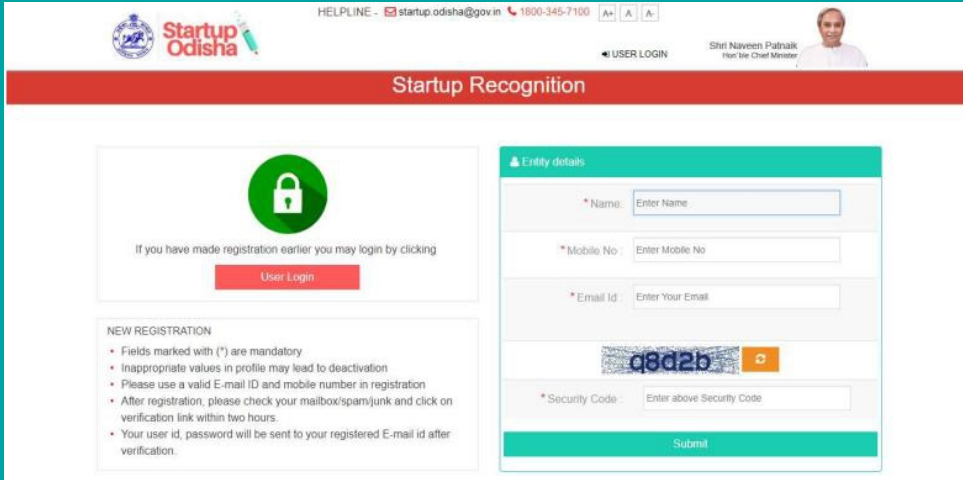 HELPLINE - startup.odisha@gov.in 1800-345-7100 A+ A A-
Startup
Odisha
USER LOGIN
Shri Naveen Patnaik
Hon'ble Chief Minister
Startup Recognition
If you have made registration earlier you may login by clicking
User Login
NEW REGISTRATION
• Fields marked with (*) are mandatory
• Inappropriate values in profile may lead to deactivation
• Please use a valid E-mail ID and mobile number in registration
• After registration, please check your mailbox/spam/junk and click on
verification link within two hours.
• Your user id, password will be sent to your registered E-mail id after
verification.
Entity details
* Name: Enter Name
* Mobile No : Enter Mobile No
* Email Id : Enter Your Email
q8d2b
* Security Code : Enter above Security Code
Submit